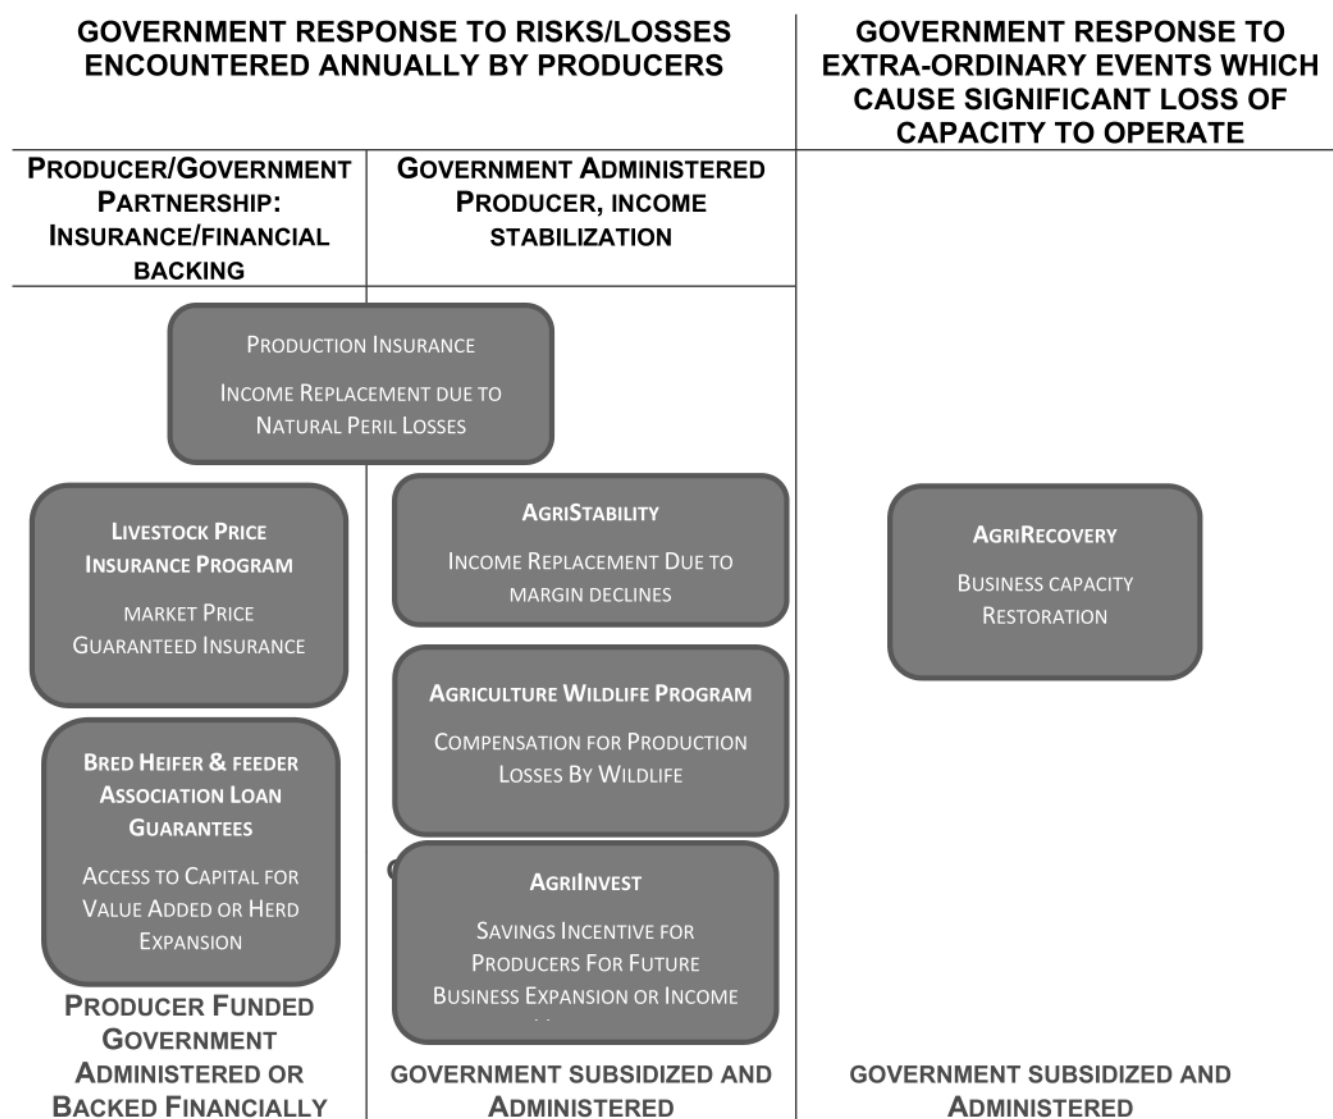 GOVERNMENT RESPONSE TO RISKS/LOSSES
ENCOUNTERED ANNUALLY BY PRODUCERS
GOVERNMENT RESPONSE TO
EXTRA-ORDINARY EVENTS WHICH
CAUSE SIGNIFICANT LOSS OF
CAPACITY TO OPERATE
PRODUCER/GOVERNMENT
PARTNERSHIP:
INSURANCE/FINANCIAL
BACKING
GOVERNMENT ADMINISTERED
PRODUCER, INCOME
STABILIZATION
PRODUCTION INSURANCE
INCOME REPLACEMENT DUE TO
NATURAL PERIL LOSSES
LIVESTOCK PRICE
INSURANCE PROGRAM
MARKET PRICE
GUARANTEED INSURANCE
AGRISTABILITY
INCOME REPLACEMENT DUE TO
MARGIN DECLINES
AGRIRECOVERY
BUSINESS CAPACITY
RESTORATION
AGRICULTURE WILDLIFE PROGRAM
COMPENSATION FOR PRODUCTION
LOSSES BY WILDLIFE
BRED HEIFER & FEEDER
ASSOCIATION LOAN
GUARANTEES
ACCESS TO CAPITAL FOR
VALUE ADDED OR HERD
EXPANSION
AGRIINVEST
SAVINGS INCENTIVE FOR
PRODUCERS FOR FUTURE
BUSINESS EXPANSION OR INCOME
PRODUCER FUNDED
GOVERNMENT
ADMINISTERED OR
BACKED FINANCIALLY
GOVERNMENT SUBSIDIZED AND
ADMINISTERED
GOVERNMENT SUBSIDIZED AND
ADMINISTERED